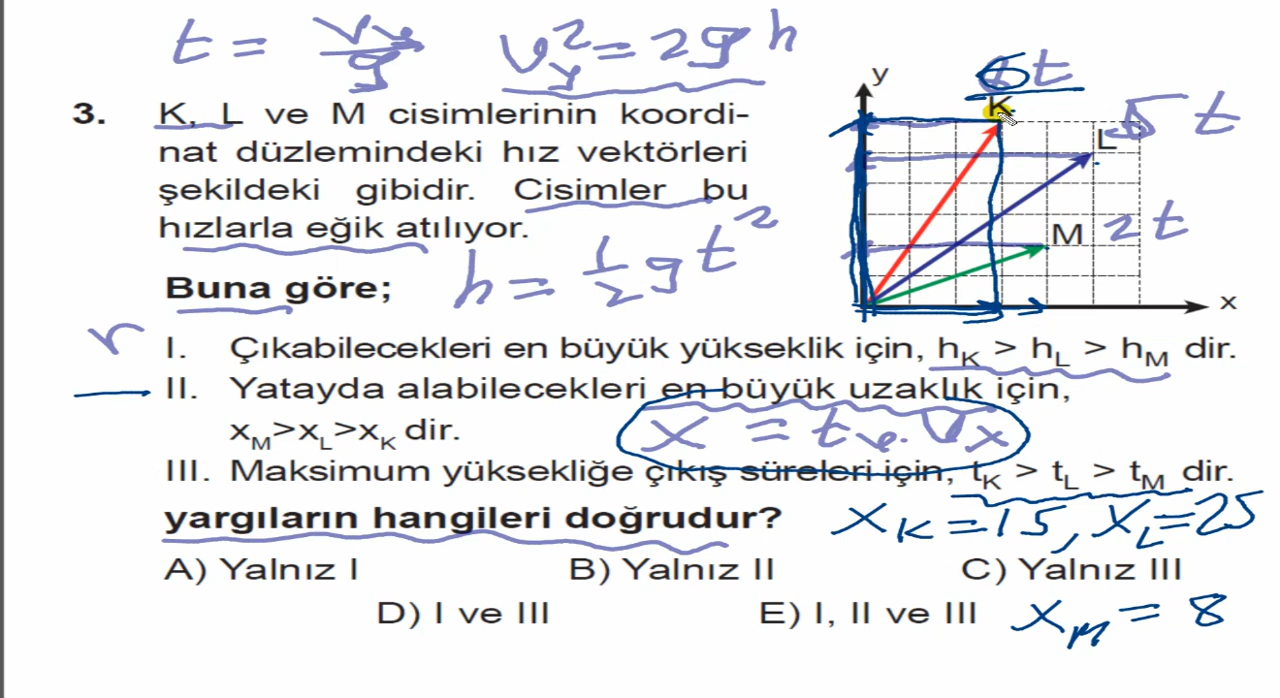 t = Vy/g   Vy² = 2gh
3. K, L ve M cisimlerinin koordi-
nat düzlemindeki hız vektörleri
şekildeki gibidir. Cisimler bu
hızlarla eğik atılıyor.
h = 1/2 g t²
Buna göre;
y
6t
K
L 5t
M 2t
x
I. Çıkabilecekleri en büyük yükseklik için, hK > hL > hM dir.
II. Yatayda alabilecekleri en büyük uzaklık için,
xM>xL>xK dir.
x = t . Vx
III. Maksimum yüksekliğe çıkış süreleri için, tK > tL > tM dir.
yargıların hangileri doğrudur?
xK = 15, xL = 25
A) Yalnız I B) Yalnız II C) Yalnız III
D) I ve III E) I, II ve III
xM = 8